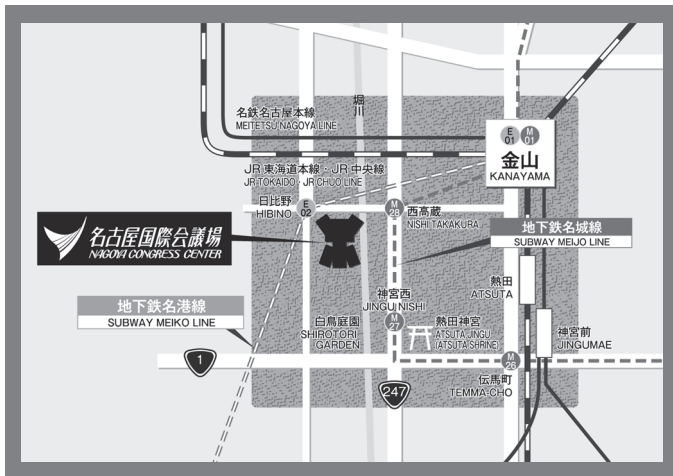 名鉄名古屋本線
MEITETSU NAGOYA LINE
堀川
E
01
M
01
金山
KANAYAMA
JR東海道本線・JR中央線
JR TOKAIDO・JR CHUO LINE
日比野
HIBINO
E
02
M
28
西高蔵
NISHI TAKAKURA
名古屋国際会議場
NAGOYA CONGRESS CENTER
地下鉄名城線
SUBWAY MEIJO LINE
熱田
ATSUTA
神宮西
JINGU NISHI
M
27
地下鉄名港線
SUBWAY MEIKO LINE
白鳥庭園
SHIROTORI
GARDEN
熱田神宮
ATSUTA JINGU
(ATSUTA SHRINE)
神宮前
JINGUMAE
1
M
26
伝馬町
TEMMA-CHO
247